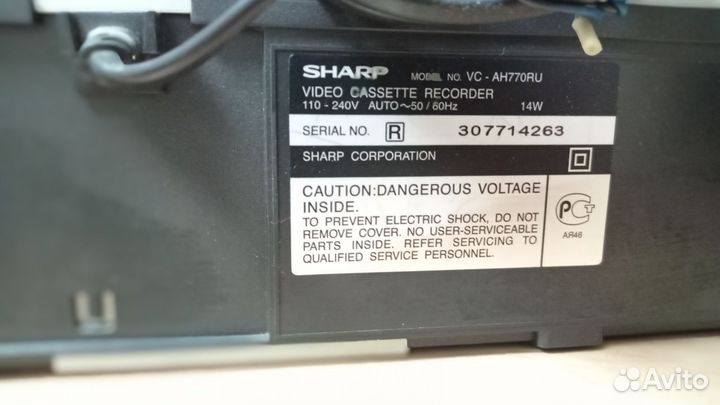 SHARP MODEL NO. VC - AH770RU
VIDEO CASSETTE RECORDER
110 - 240V AUTO～50 / 60Hz 14W
SERIAL NO. R 307714263
SHARP CORPORATION
CAUTION:DANGEROUS VOLTAGE
INSIDE.
TO PREVENT ELECTRIC SHOCK, DO NOT
REMOVE COVER. NO USER-SERVICEABLE
PARTS INSIDE. REFER SERVICING TO
QUALIFIED SERVICE PERSONNEL.
РСТ
АЯ46
Avito